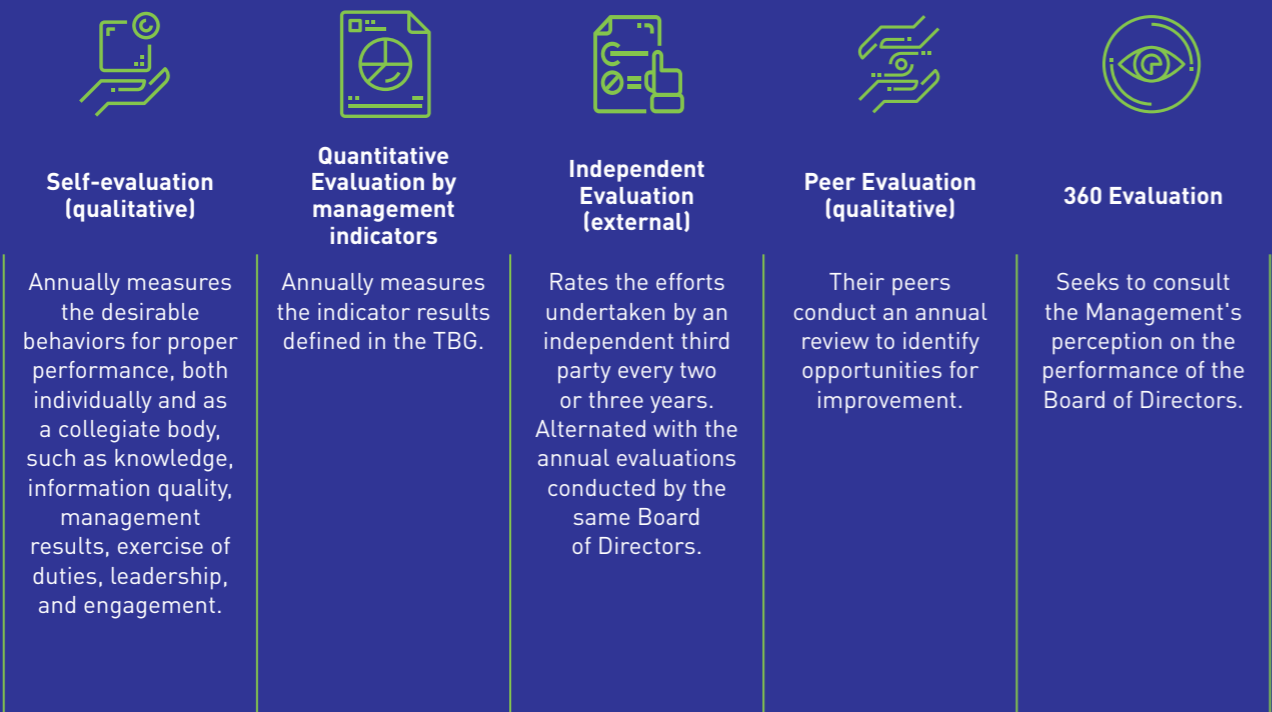 Self-evaluation
(qualitative)
Annually measures
the desirable
behaviors for proper
performance, both
individually and as
a collegiate body,
such as knowledge,
information quality,
management
results, exercise of
duties, leadership,
and engagement.
Quantitative
Evaluation by
management
indicators
Annually measures
the indicator results
defined in the TBG.
Independent
Evaluation
(external)
Rates the efforts
undertaken by an
independent third
party every two
or three years.
Alternated with the
annual evaluations
conducted by the
same Board
of Directors.
Peer Evaluation
(qualitative)
Their peers
conduct an annual
review to identify
opportunities for
improvement.
360 Evaluation
Seeks to consult
the Management's
perception on the
performance of the
Board of Directors.